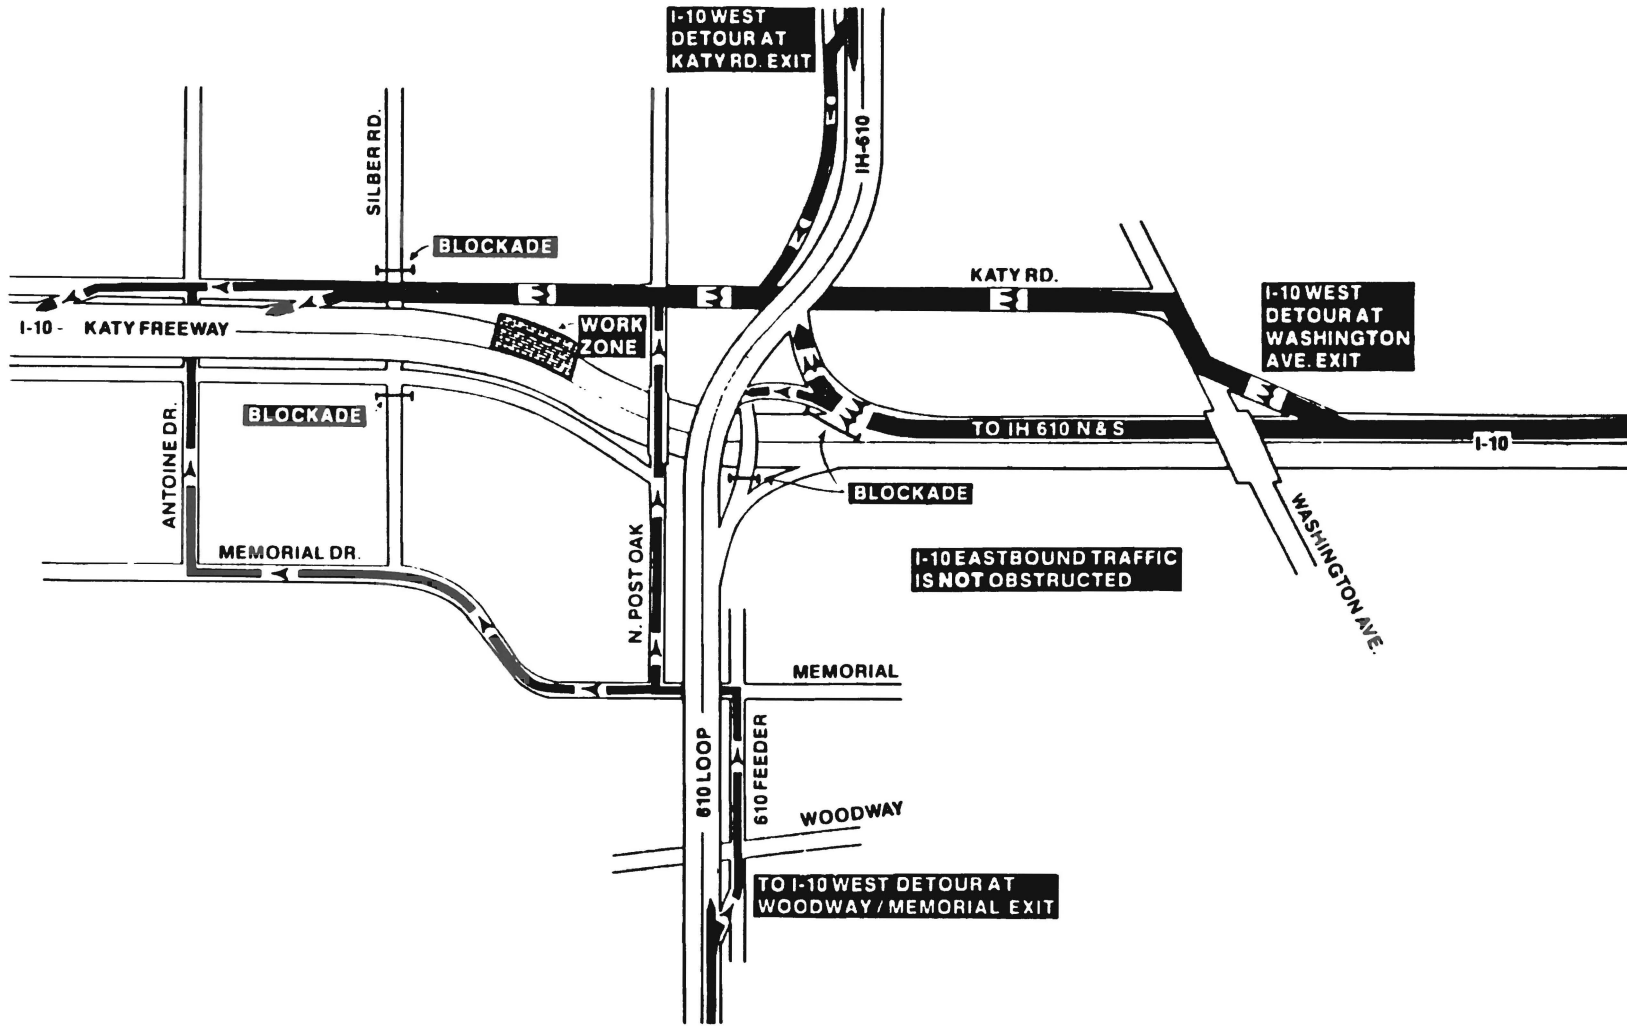 I-10 WEST
DETOUR AT
KATY RD. EXIT
IH-610
SILBER RD.
BLOCKADE
KATY RD.
I-10 WEST
DETOUR AT
WASHINGTON
AVE. EXIT
I-10 - KATY FREEWAY
WORK
ZONE
BLOCKADE
TO IH 610 N & S
I-10
ANTOINE DR.
BLOCKADE
WASHINGTON AVE.
MEMORIAL DR.
N. POST OAK
I-10 EASTBOUND TRAFFIC
IS NOT OBSTRUCTED
MEMORIAL
610 LOOP
610 FEEDER
WOODWAY
TO I-10 WEST DETOUR AT
WOODWAY / MEMORIAL EXIT